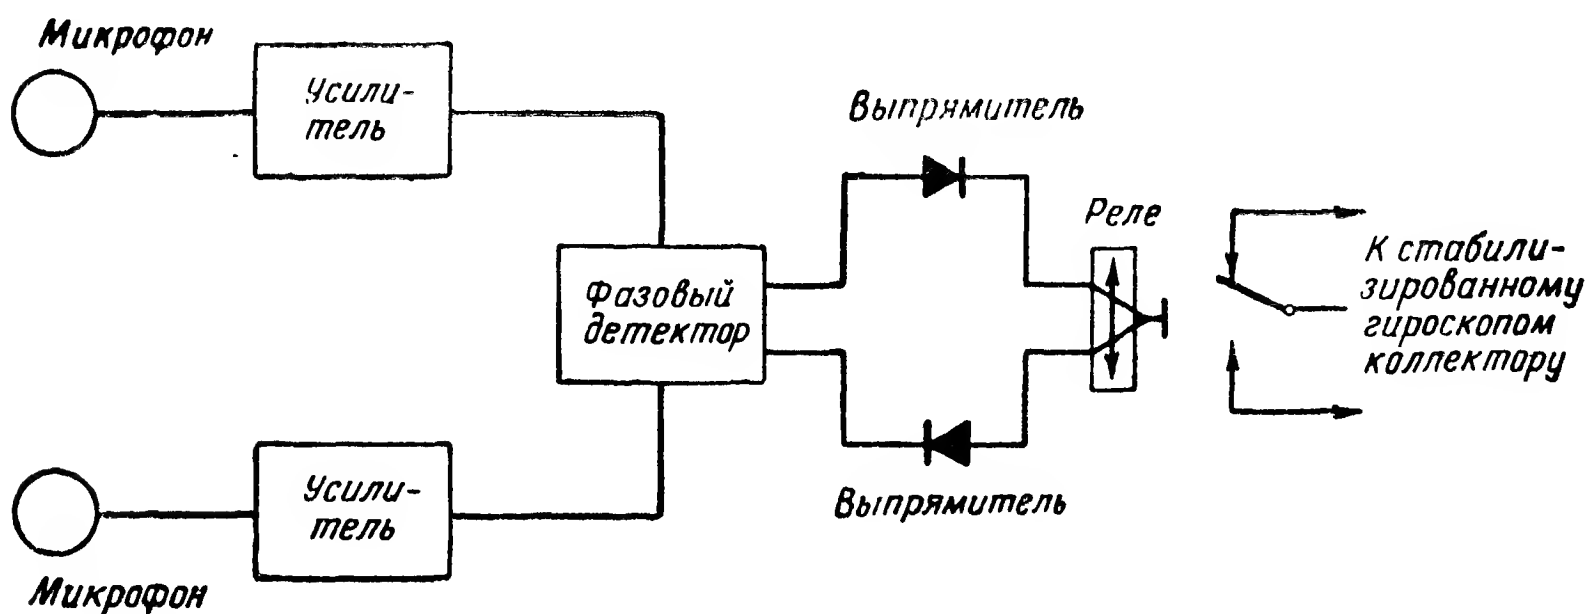 Микрофон
Усили-
тель
Выпрямитель
Реле
К стабили-
зированному
гироскопом
коллектору
Фазовый
детектор
Усили-
тель
Выпрямитель
Микрофон